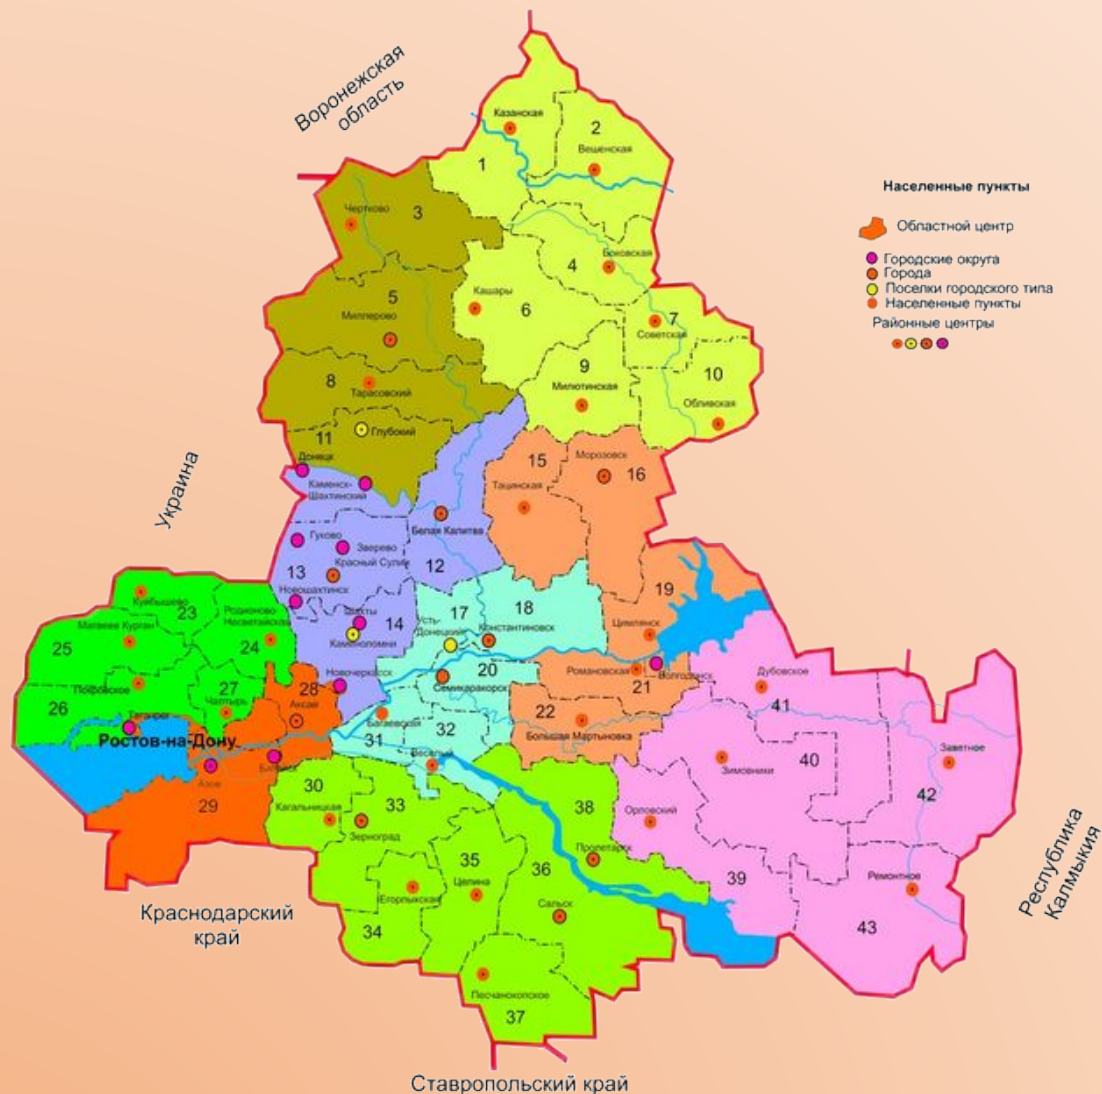 Воронежская
область
Казанская
2
Вешенская
1
Населенные пункты
Чертково
3
Областной центр
4
Боковская
Городские округа
Города
Поселки городского типа
Населенные пункты
Районные центры
5
Кашары
6
Миллерово
7
Советская
9
10
8
Тарасовский
Милютинская
Обливская
11
Глубокий
Донецк
15
Морозовск
16
Украина
Каменск-
Шахтинский
Тацинская
Белая Калитва
Гуково
Зверево
13
Красный Сулин
12
Новошахтинск
Куйбышево
23
19
Родионово-
Несветайская
Матвеев Курган
Шахты
14
17
18
Усть-
Донецкий
Константиновск
Цимлянск
25
24
Каменоломни
Покровское
27
28
Новочеркасск
20
Романовская
Волгодонск
Дубовское
Семикаракорск
21
26
Чалтырь
Аксай
22
41
Таганрог
Багаевская
Ростов-на-Дону
31
32
Большая Мартыновка
Веселый
Азов
Батайск
Зимовники
40
Заветное
29
30
33
38
42
Кагальницкая
Орловский
Зерноград
Пролетарск
35
36
39
Ремонтное
Целина
Егорлыкская
Сальск
Республика
Калмыкия
Краснодарский
край
34
43
Песчанокопское
37
Ставропольский край